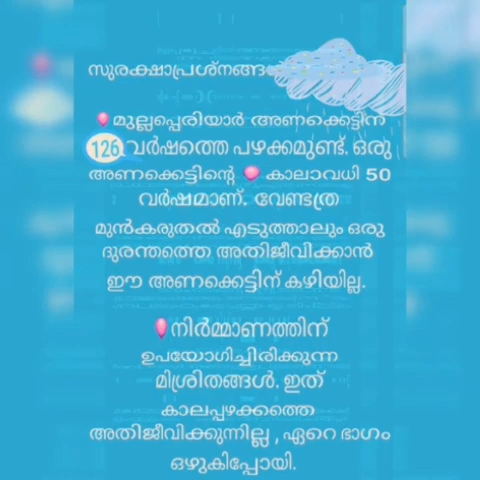 സുരക്ഷാപ്രശ്നങ്ങൾ
മുല്ലപ്പെരിയാർ അണക്കെട്ടിന്
126 വർഷത്തെ പഴക്കമുണ്ട്. ഒരു
അണക്കെട്ടിന്റെ കാലാവധി 50
വർഷമാണ്. വേണ്ടത്ര
മുൻകരുതൽ എടുത്താലും ഒരു
ദുരന്തത്തെ അതിജീവിക്കാൻ
ഈ അണക്കെട്ടിന് കഴിയില്ല.
നിർമ്മാണത്തിന്
ഉപയോഗിച്ചിരിക്കുന്ന
മിശ്രിതങ്ങൾ. ഇത്
കാലപ്പഴക്കത്തെ
അതിജീവിക്കുന്നില്ല , ഏറെ ഭാഗം
ഒഴുകിപ്പോയി.